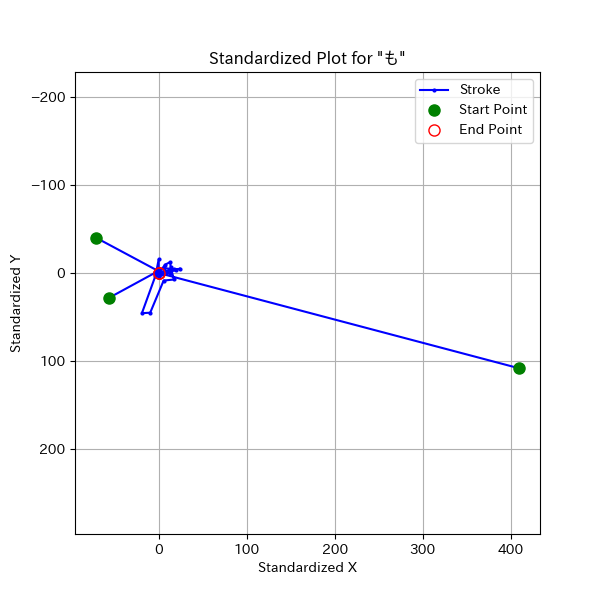 Standardized Plot for "も"
Stroke
Start Point
End Point
−200
−100
0
100
200
Standardized Y
0 100 200 300 400
Standardized X